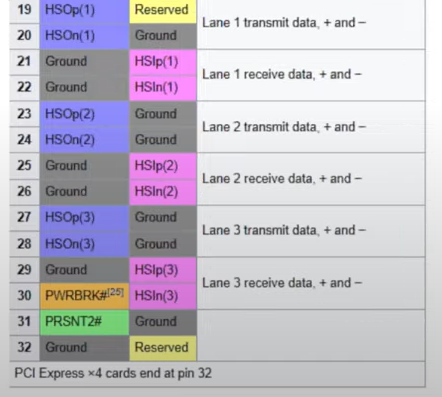 19 HSOp(1) Reserved Lane 1 transmit data, + and −
20 HSOn(1) Ground
21 Ground HSIp(1) Lane 1 receive data, + and −
22 Ground HSIn(1)
23 HSOp(2) Ground Lane 2 transmit data, + and −
24 HSOn(2) Ground
25 Ground HSIp(2) Lane 2 receive data, + and −
26 Ground HSIn(2)
27 HSOp(3) Ground Lane 3 transmit data, + and −
28 HSOn(3) Ground
29 Ground HSIp(3) Lane 3 receive data, + and −
30 PWRBRK#[25] HSIn(3)
31 PRSNT2# Ground
32 Ground Reserved
PCI Express ×4 cards end at pin 32